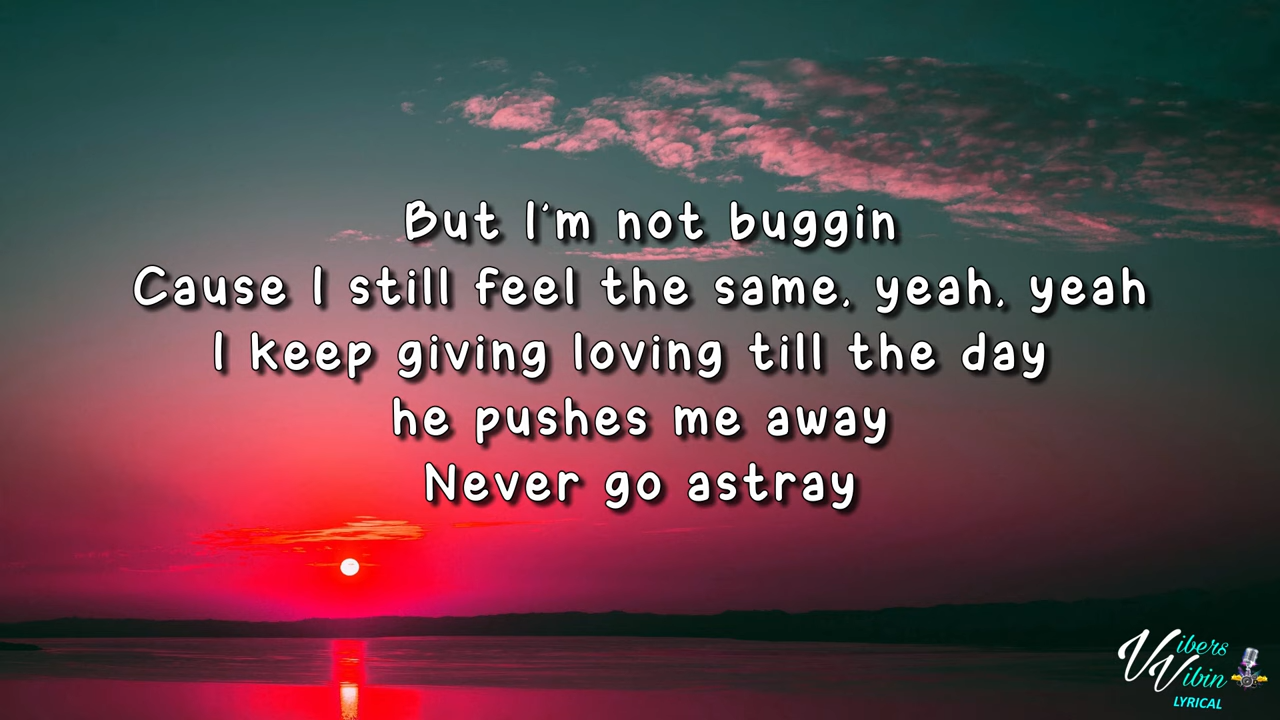 But I'm not buggin
Cause I still feel the same, yeah, yeah
I keep giving loving till the day
he pushes me away
Never go astray
Vibers
Vibin
LYRICAL